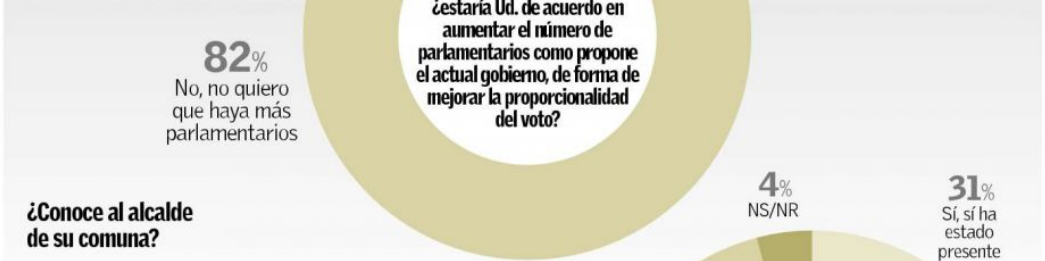 ¿estaría Ud. de acuerdo en
aumentar el número de
parlamentarios como propone
el actual gobierno, de forma de
mejorar la proporcionalidad
del voto?
82%
No, no quiero
que haya más
parlamentarios
¿Conoce al alcalde
de su comuna?
4%
NS/NR
31%
Sí, sí ha
estado
presente